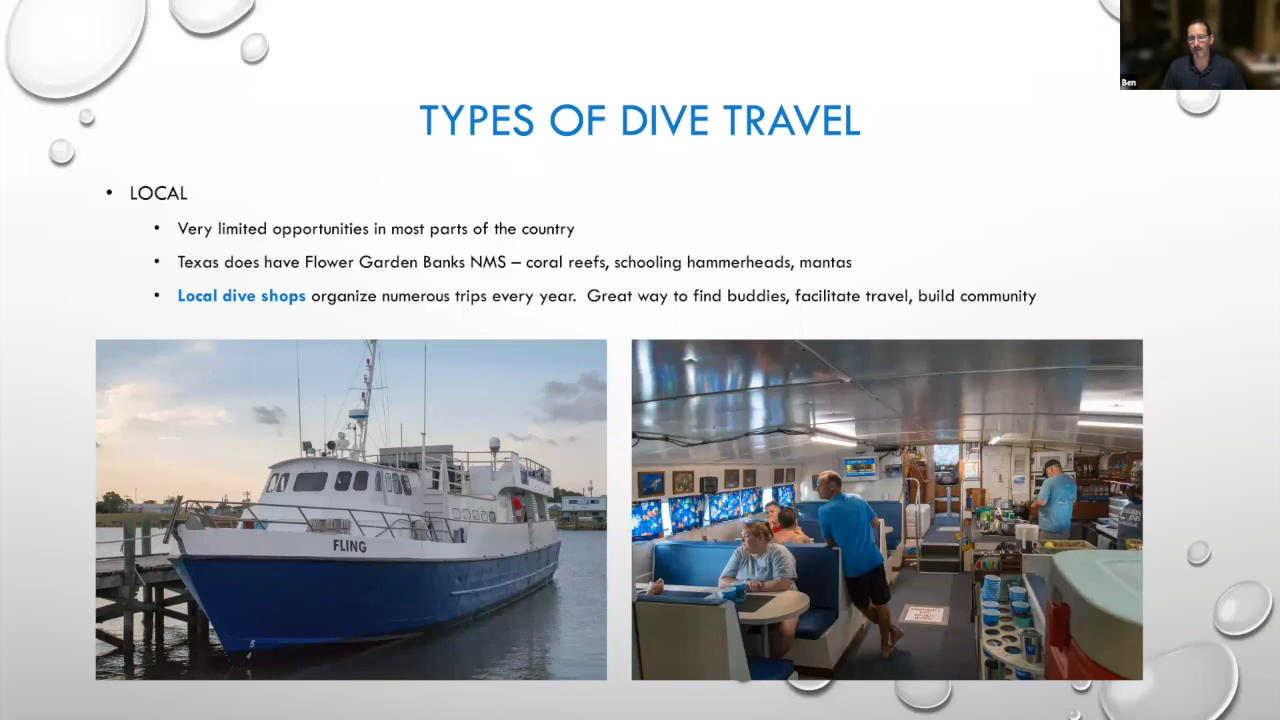 Ben
TYPES OF DIVE TRAVEL
• LOCAL
• Very limited opportunities in most parts of the country
• Texas does have Flower Garden Banks NMS – coral reefs, schooling hammerheads, mantas
• Local dive shops organize numerous trips every year.  Great way to find buddies, facilitate travel, build community
FLING
5
4